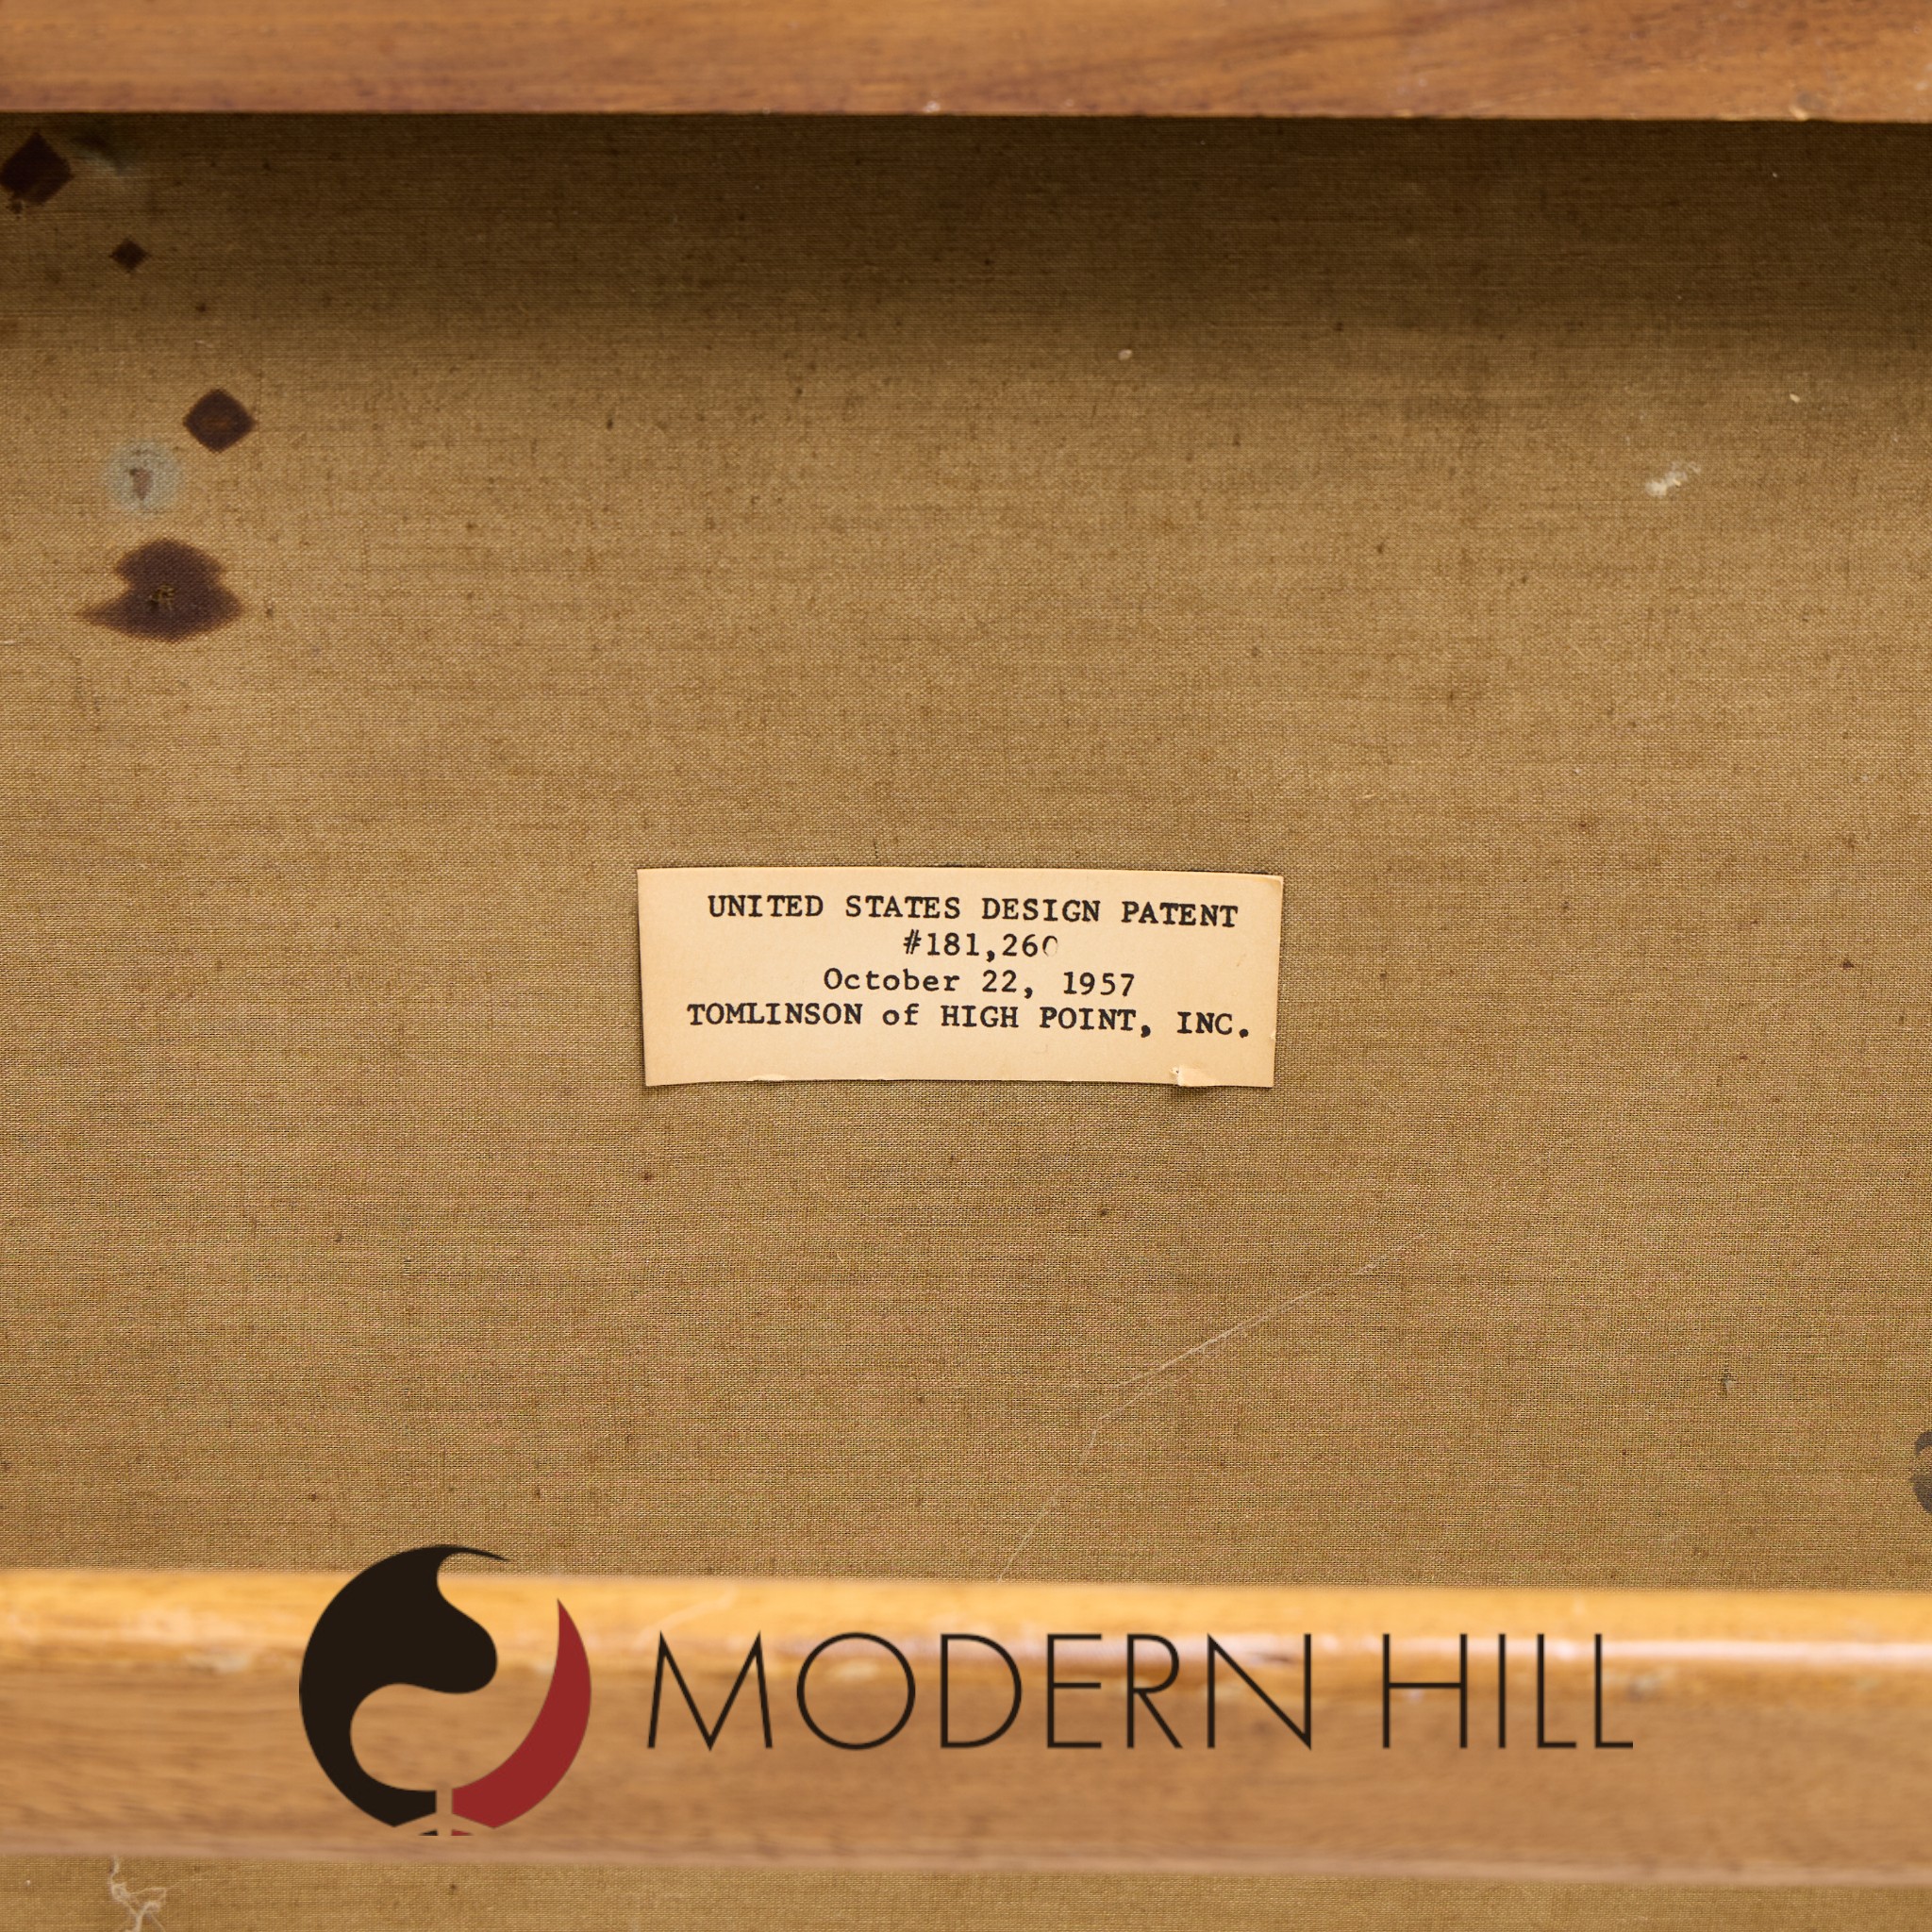 UNITED STATES DESIGN PATENT
#181,260
October 22, 1957
TOMLINSON of HIGH POINT, INC.
MODERN HILL